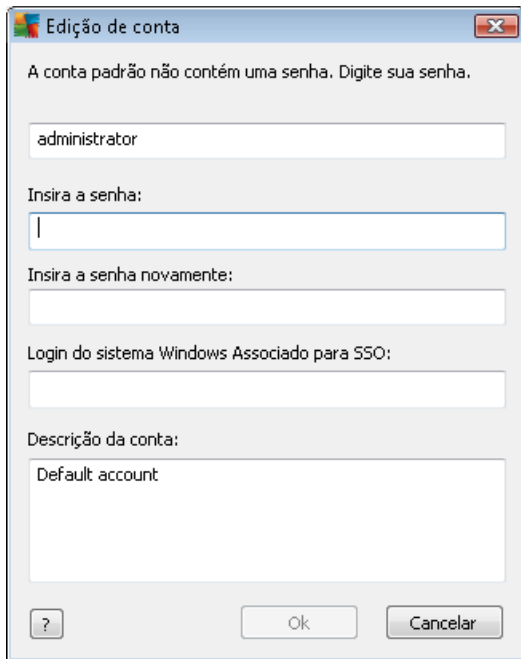 Edição de conta
A conta padrão não contém uma senha. Digite sua senha.
administrator
Insira a senha:
Insira a senha novamente:
Login do sistema Windows Associado para SSO:
Descrição da conta:
Default account
?
Ok
Cancelar